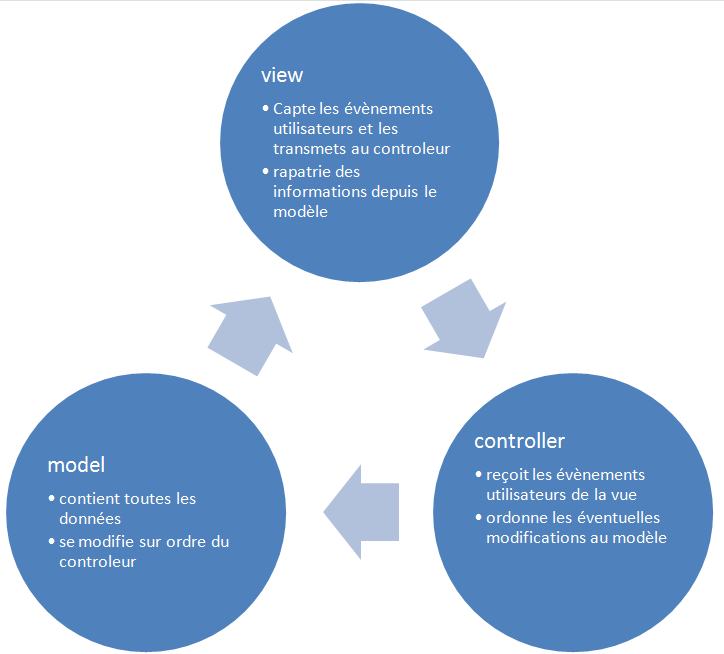 view
• Capte les évènements
utilisateurs et les
transmets au controleur
• rapatrie des
informations depuis le
modèle
controller
• reçoit les évènements
utilisateurs de la vue
• ordonne les éventuelles
modifications au modèle
model
• contient toutes les
données
• se modifie sur ordre du
controleur